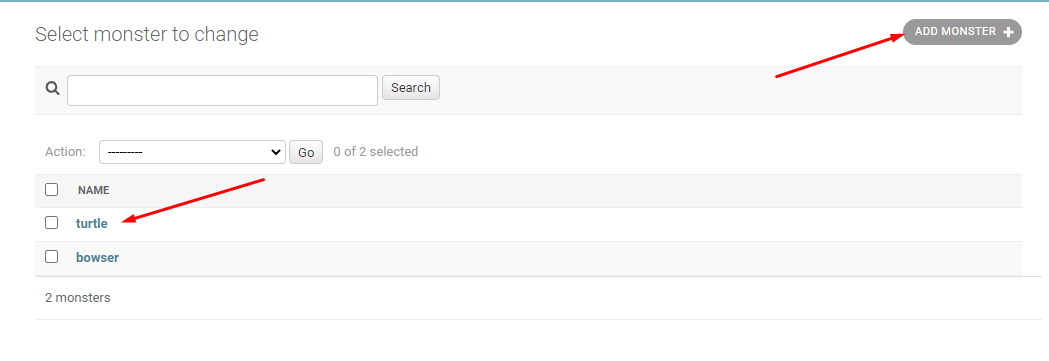 Select monster to change
ADD MONSTER +
Search
Action: --------- Go 0 of 2 selected
NAME
turtle
bowser
2 monsters